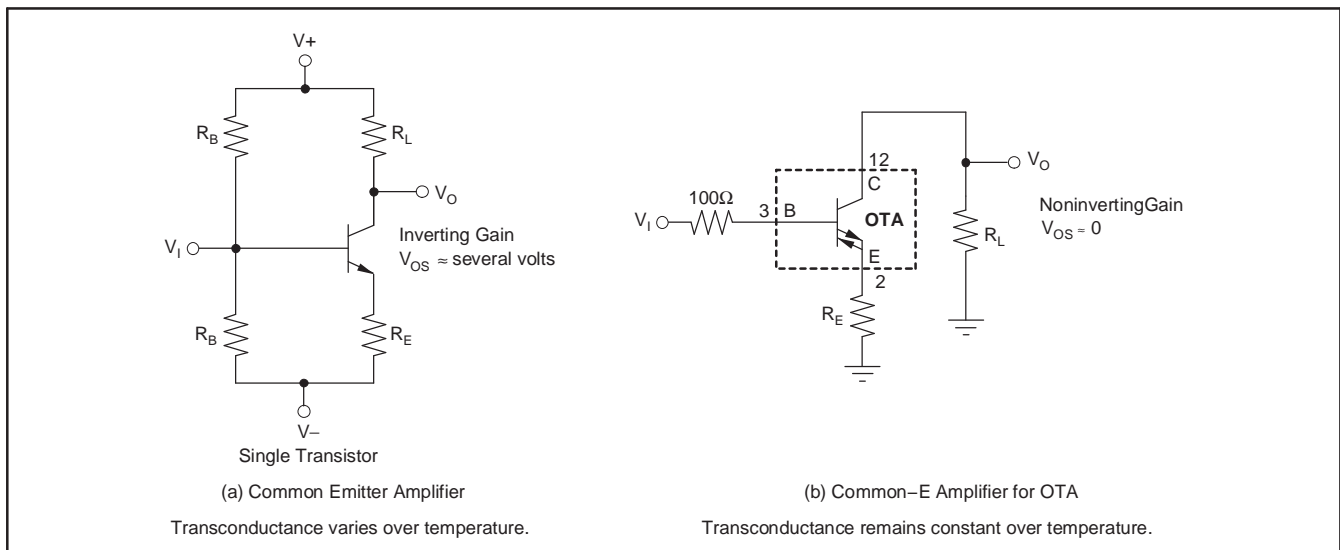 V+
R_B
R_L
V_O
V_I
Inverting Gain
V_OS ≈ several volts
R_B
R_E
V−
Single Transistor
(a) Common Emitter Amplifier
Transconductance varies over temperature.
12
C
V_O
100Ω
V_I
3
B
OTA
NoninvertingGain
V_OS ≈ 0
R_L
E
2
R_E
(b) Common−E Amplifier for OTA
Transconductance remains constant over temperature.